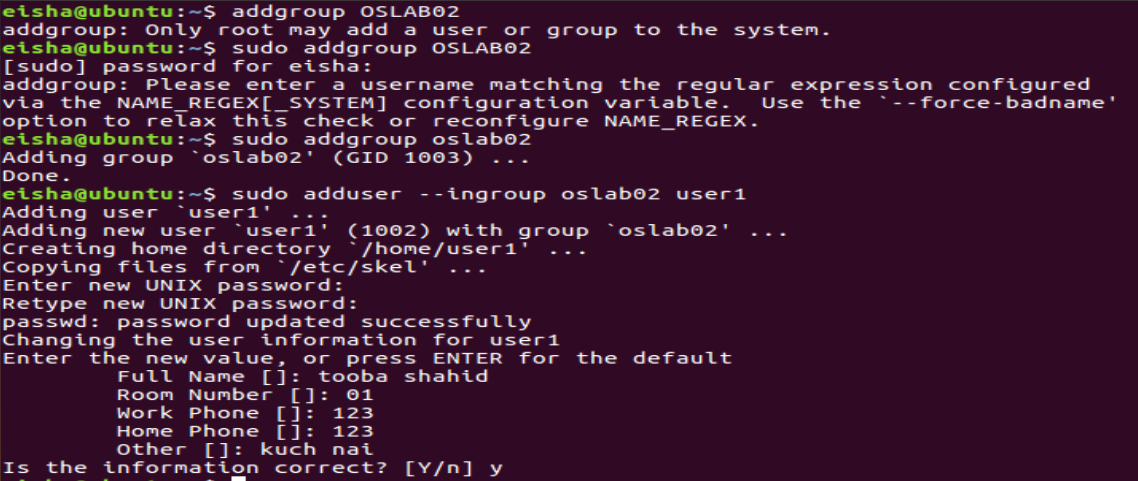 eisha@ubuntu:~$ addgroup OSLAB02
addgroup: Only root may add a user or group to the system.
eisha@ubuntu:~$ sudo addgroup OSLAB02
[sudo] password for eisha:
addgroup: Please enter a username matching the regular expression configured
via the NAME_REGEX[_SYSTEM] configuration variable.  Use the `--force-badname'
option to relax this check or reconfigure NAME_REGEX.
eisha@ubuntu:~$ sudo addgroup oslab02
Adding group `oslab02' (GID 1003) ...
Done.
eisha@ubuntu:~$ sudo adduser --ingroup oslab02 user1
Adding user `user1' ...
Adding new user `user1' (1002) with group `oslab02' ...
Creating home directory `/home/user1' ...
Copying files from `/etc/skel' ...
Enter new UNIX password:
Retype new UNIX password:
passwd: password updated successfully
Changing the user information for user1
Enter the new value, or press ENTER for the default
        Full Name []: tooba shahid
        Room Number []: 01
        Work Phone []: 123
        Home Phone []: 123
        Other []: kuch nai
Is the information correct? [Y/n] y